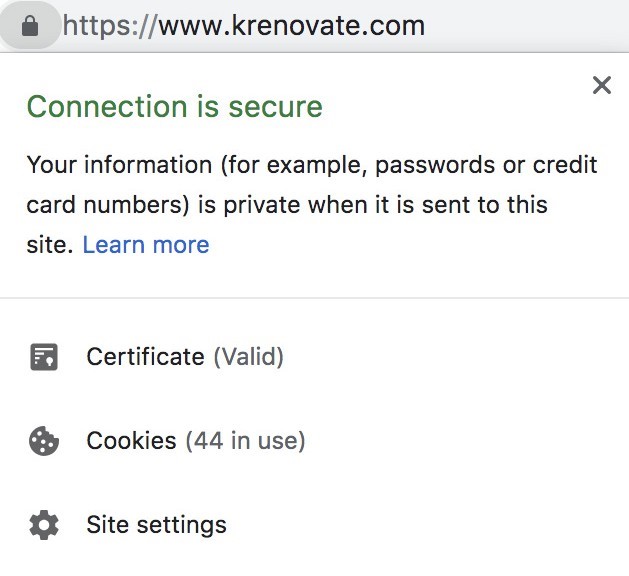 https://www.krenovate.com
Connection is secure
Your information (for example, passwords or credit
card numbers) is private when it is sent to this
site. Learn more
Certificate (Valid)
Cookies (44 in use)
Site settings